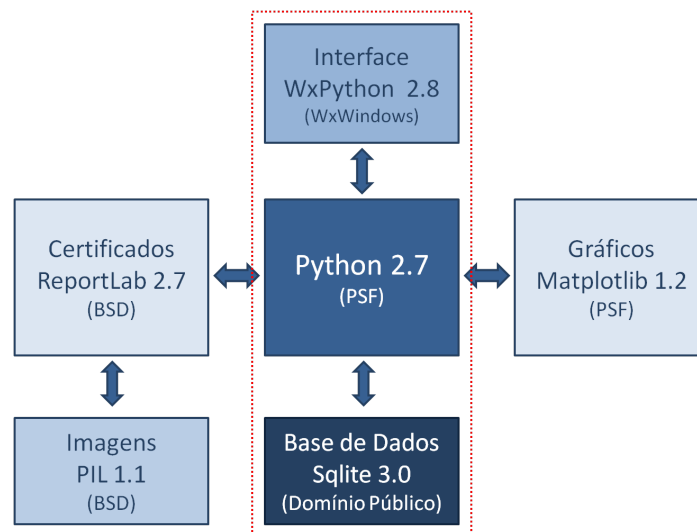 Interface
WxPython 2.8
(WxWindows)
Certificados
ReportLab 2.7
(BSD)
Python 2.7
(PSF)
Gráficos
Matplotlib 1.2
(PSF)
Imagens
PIL 1.1
(BSD)
Base de Dados
Sqlite 3.0
(Domínio Público)